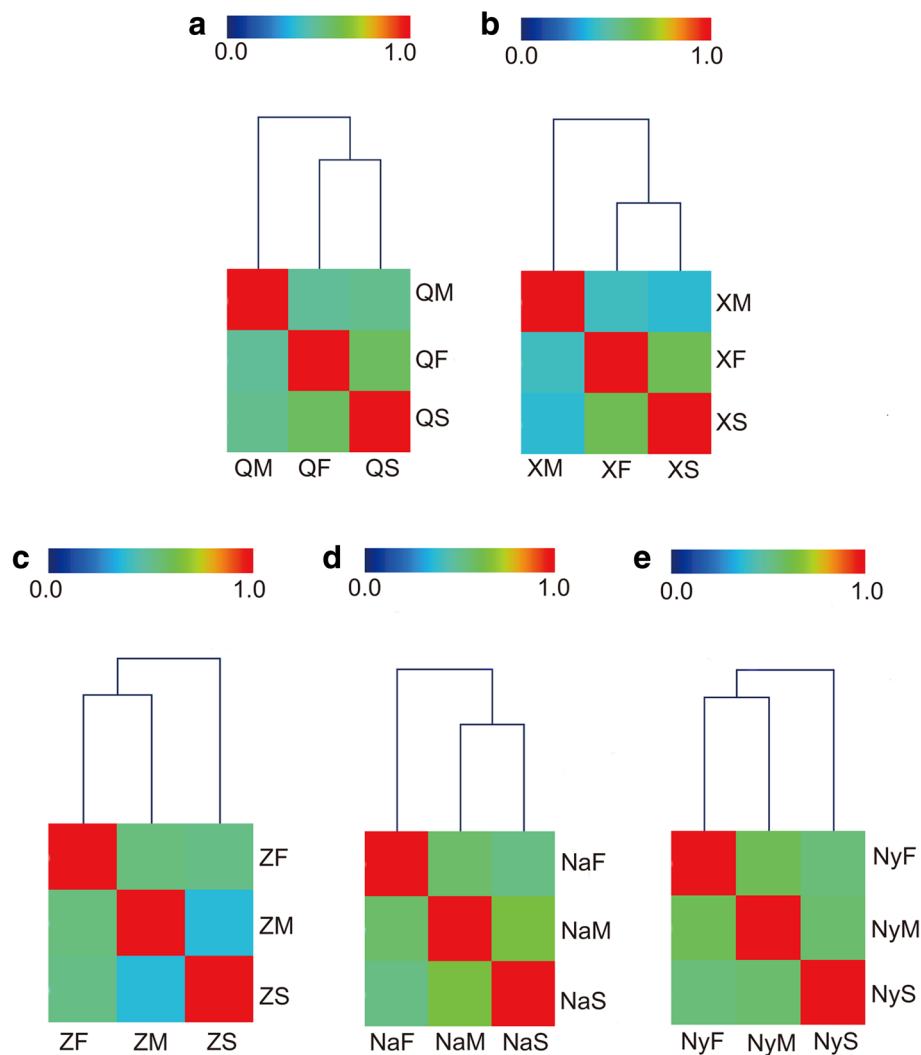 a b
0.0 1.0 0.0 1.0
QM XM
QF XF
QS XS
QM QF QS XM XF XS
c d e
0.0 1.0 0.0 1.0 0.0 1.0
ZF NaF NyF
ZM NaM NyM
ZS NaS NyS
ZF ZM ZS NaF NaM NaS NyF NyM NyS